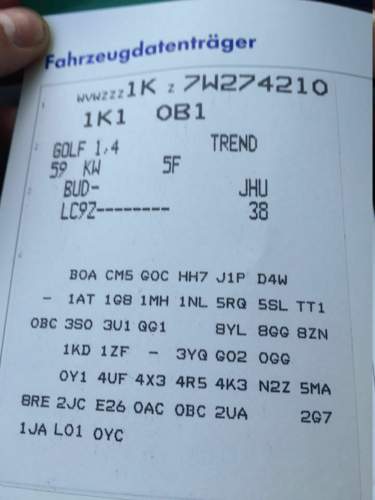 Fahrzeugdatenträger
WVWZZZ1K Z 7W274210
1K1 0B1
GOLF 1,4 TREND
59 KW 5F
BUD- JHU
LC9Z-------- 38
B0A CM5 G0C HH7 J1P D4W
- 1AT 1G8 1MH 1NL 5RQ 5SL TT1
0BC 3S0 3U1 QG1 8YL 8GG 8ZN
1KD 1ZF - 3YQ G02 0GG
0Y1 4UF 4X3 4R5 4K3 N2Z 5MA
8RE 2JC E26 0AC 0BC 2UA 2G7
1JA L01 0YC